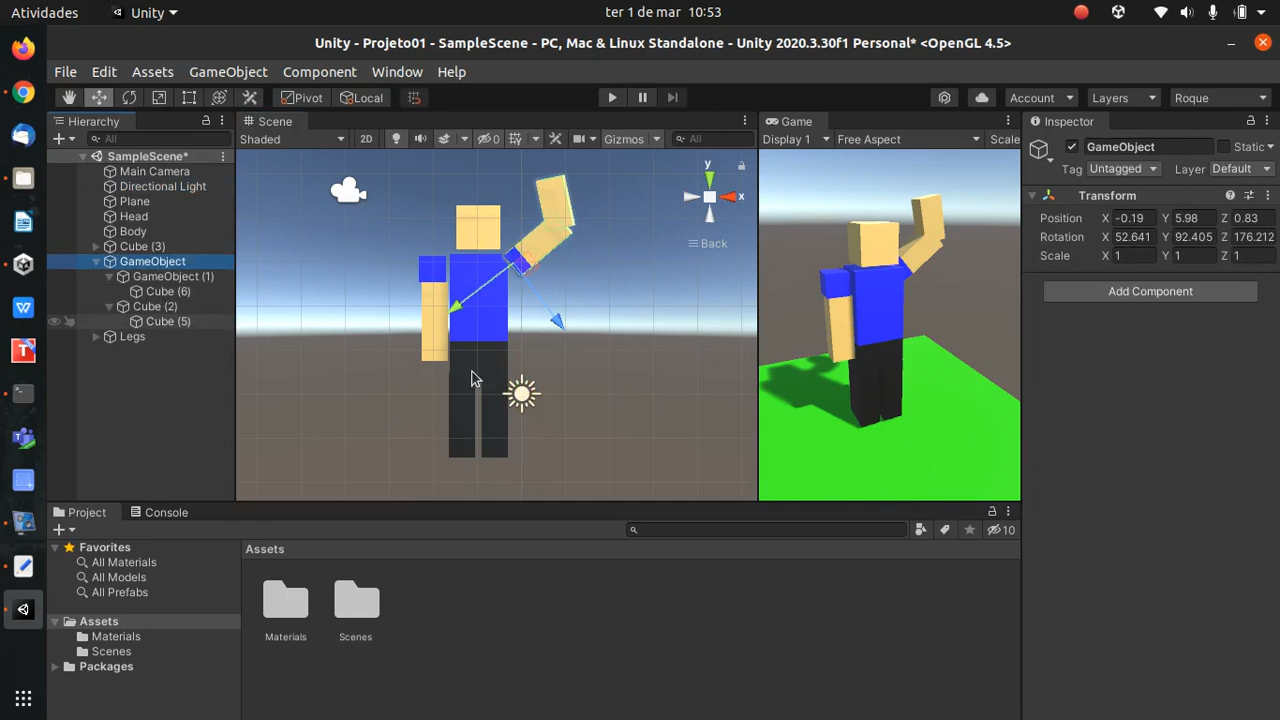 Atividades
Unity
ter 1 de mar 10:53
Unity - Projeto01 - SampleScene - PC, Mac & Linux Standalone - Unity 2020.3.30f1 Personal* <OpenGL 4.5>
File Edit Assets GameObject Component Window Help
Pivot Local Account Layers Roque
Hierarchy
All
SampleScene*
Main Camera
Directional Light
Plane
Head
Body
Cube (3)
GameObject
GameObject (1)
Cube (6)
Cube (2)
Cube (5)
Legs
Scene
Shaded 2D 0 Gizmos All
y
x
Back
Game
Display 1 Free Aspect Scale
Inspector
GameObject Static
Tag Untagged Layer Default
Transform
Position X -0.19 Y 5.98 Z 0.83
Rotation X 52.641 Y 92.405 Z 176.212
Scale X 1 Y 1 Z 1
Add Component
Project Console
10
Favorites
All Materials
All Models
All Prefabs
Assets
Materials
Scenes
Packages
Assets
Materials Scenes